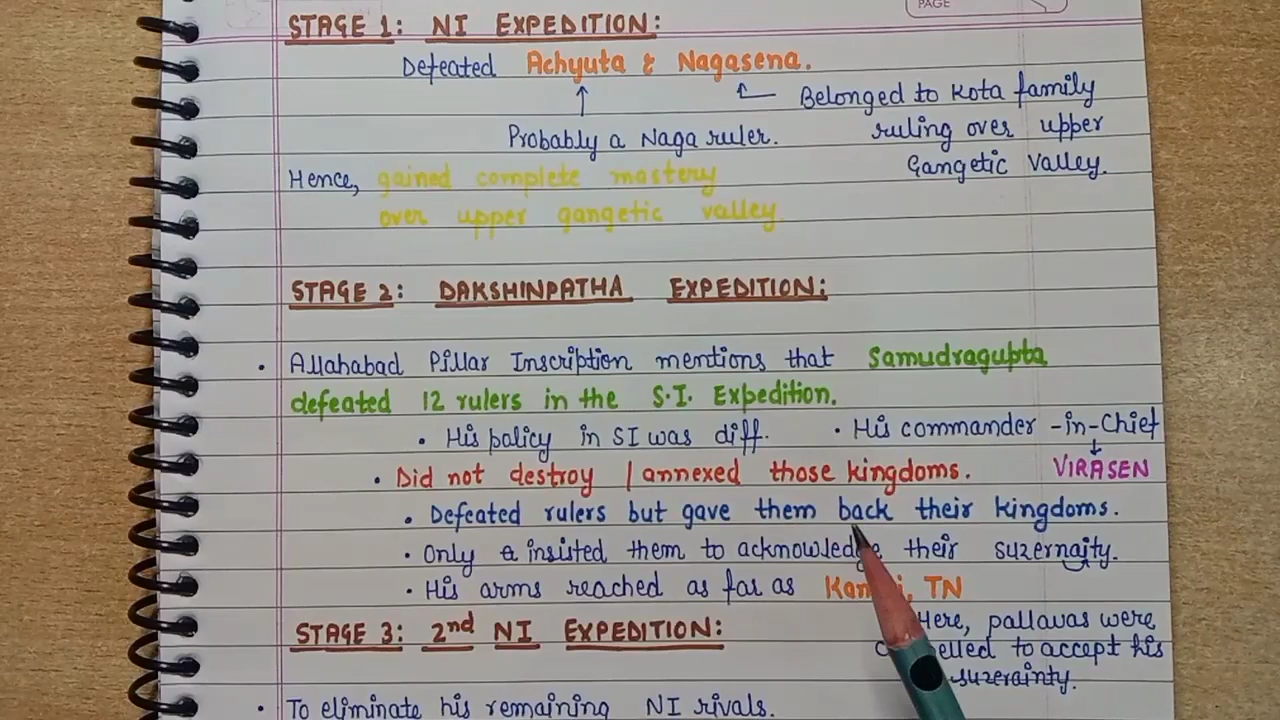 PAGE
STAGE 1: NI EXPEDITION:
Defeated Achyuta & Nagasena.
Belonged to Kota family
Probably a Naga ruler.
ruling over upper
Gangetic Valley.
Hence, gained complete mastery
over upper gangetic valley
STAGE 2: DAKSHINPATHA EXPEDITION:
• Allahabad Pillar Inscription mentions that Samudragupta
defeated 12 rulers in the S.I. Expedition.
• His policy in SI was diff. • His commander-in-Chief
• Did not destroy / annexed those kingdoms. VIRASEN
• Defeated rulers but gave them back their kingdoms.
• Only insisted them to acknowledge their suzernaity.
• His arms reached as far as TN
STAGE 3: 2nd NI EXPEDITION:
Here, pallavas were
to accept his
suzerainty.
• To eliminate his remaining NI rivals.